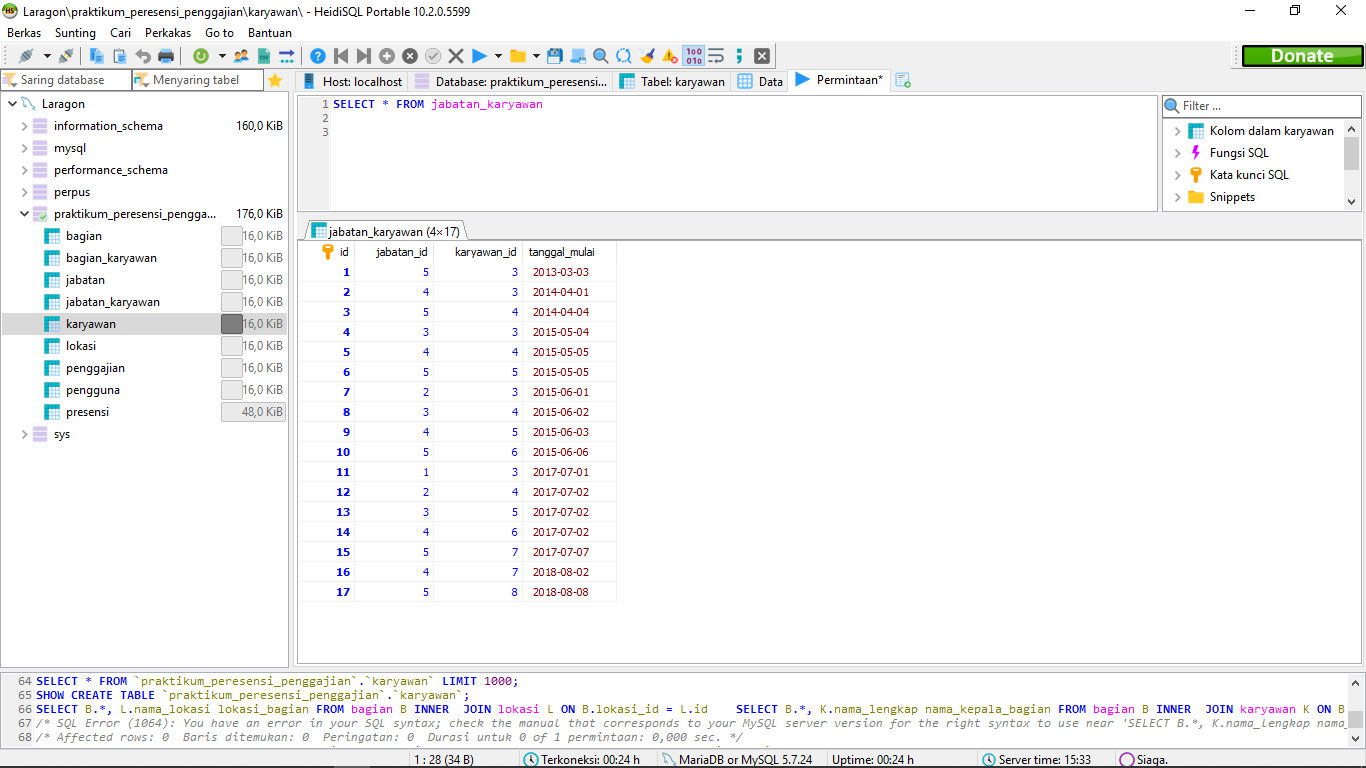 Laragon\praktikum_peresensi_penggajian\karyawan\ - HeidiSQL Portable 10.2.0.5599
Berkas Sunting Cari Perkakas Go to Bantuan
Donate
Saring database Menyaring tabel
Host: localhost Database: praktikum_peresensi... Tabel: karyawan Data Permintaan*
Laragon
information_schema 160,0 KiB
mysql
performance_schema
perpus
praktikum_peresensi_pengga... 176,0 KiB
bagian 16,0 KiB
bagian_karyawan 16,0 KiB
jabatan 16,0 KiB
jabatan_karyawan 16,0 KiB
karyawan 16,0 KiB
lokasi 16,0 KiB
penggajian 16,0 KiB
pengguna 16,0 KiB
presensi 48,0 KiB
sys
1 SELECT * FROM jabatan_karyawan
2
3
Filter ...
Kolom dalam karyawan
Fungsi SQL
Kata kunci SQL
Snippets
jabatan_karyawan (4×17)
id jabatan_id karyawan_id tanggal_mulai
1 5 3 2013-03-03
2 4 3 2014-04-01
3 5 4 2014-04-04
4 3 3 2015-05-04
5 4 4 2015-05-05
6 5 5 2015-05-05
7 2 3 2015-06-01
8 3 4 2015-06-02
9 4 5 2015-06-03
10 5 6 2015-06-06
11 1 3 2017-07-01
12 2 4 2017-07-02
13 3 5 2017-07-02
14 4 6 2017-07-02
15 5 7 2017-07-07
16 4 7 2018-08-02
17 5 8 2018-08-08
64 SELECT * FROM `praktikum_peresensi_penggajian`.`karyawan` LIMIT 1000;
65 SHOW CREATE TABLE `praktikum_peresensi_penggajian`.`karyawan`;
66 SELECT B.*, L.nama_lokasi lokasi_bagian FROM bagian B INNER JOIN lokasi L ON B.lokasi_id = L.id SELECT B.*, K.nama_lengkap nama_kepala_bagian FROM bagian B INNER JOIN karyawan K ON B
67 /* SQL Error (1064): You have an error in your SQL syntax; check the manual that corresponds to your MySQL server version for the right syntax to use near 'SELECT B.*, K.nama_lengkap nama_
68 /* Affected rows: 0 Baris ditemukan: 0 Peringatan: 0 Durasi untuk 0 of 1 permintaan: 0,000 sec. */
1 : 28 (34 B) Terkoneksi: 00:24 h MariaDB or MySQL 5.7.24 Uptime: 00:24 h Server time: 15:33 Siaga.